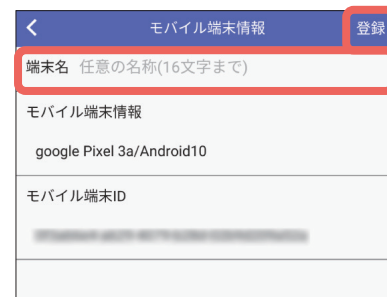 モバイル端末情報
登録
端末名 任意の名称(16文字まで)
モバイル端末情報
google Pixel 3a/Android10
モバイル端末ID